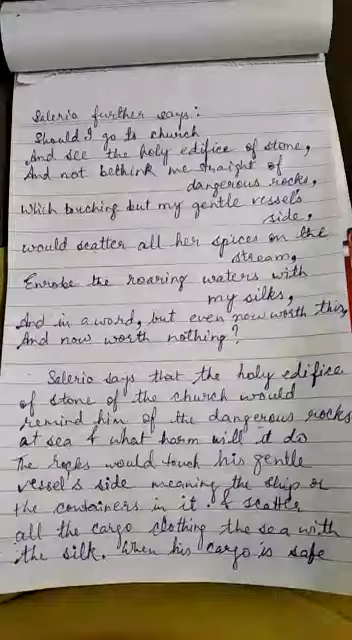 Saleria further says:
Should I go to church
And see the holy edifice of stone,
And not bethink me straight of
dangerous rocks,
Which touching but my gentle vessel's
side,
would scatter all her spices on the
stream,
Enrobe the roaring waters with
my silks,
And in a word, but even now worth this,
And now worth nothing?
Saleria says that the holy edifice
of stone of the church would
remind him of the dangerous rocks
at sea & what harm will it do
The rocks would touch his gentle
vessel's side meaning the ship or
the containers in it & scatter
all the cargo clothing the sea with
the silk. When his cargo is safe